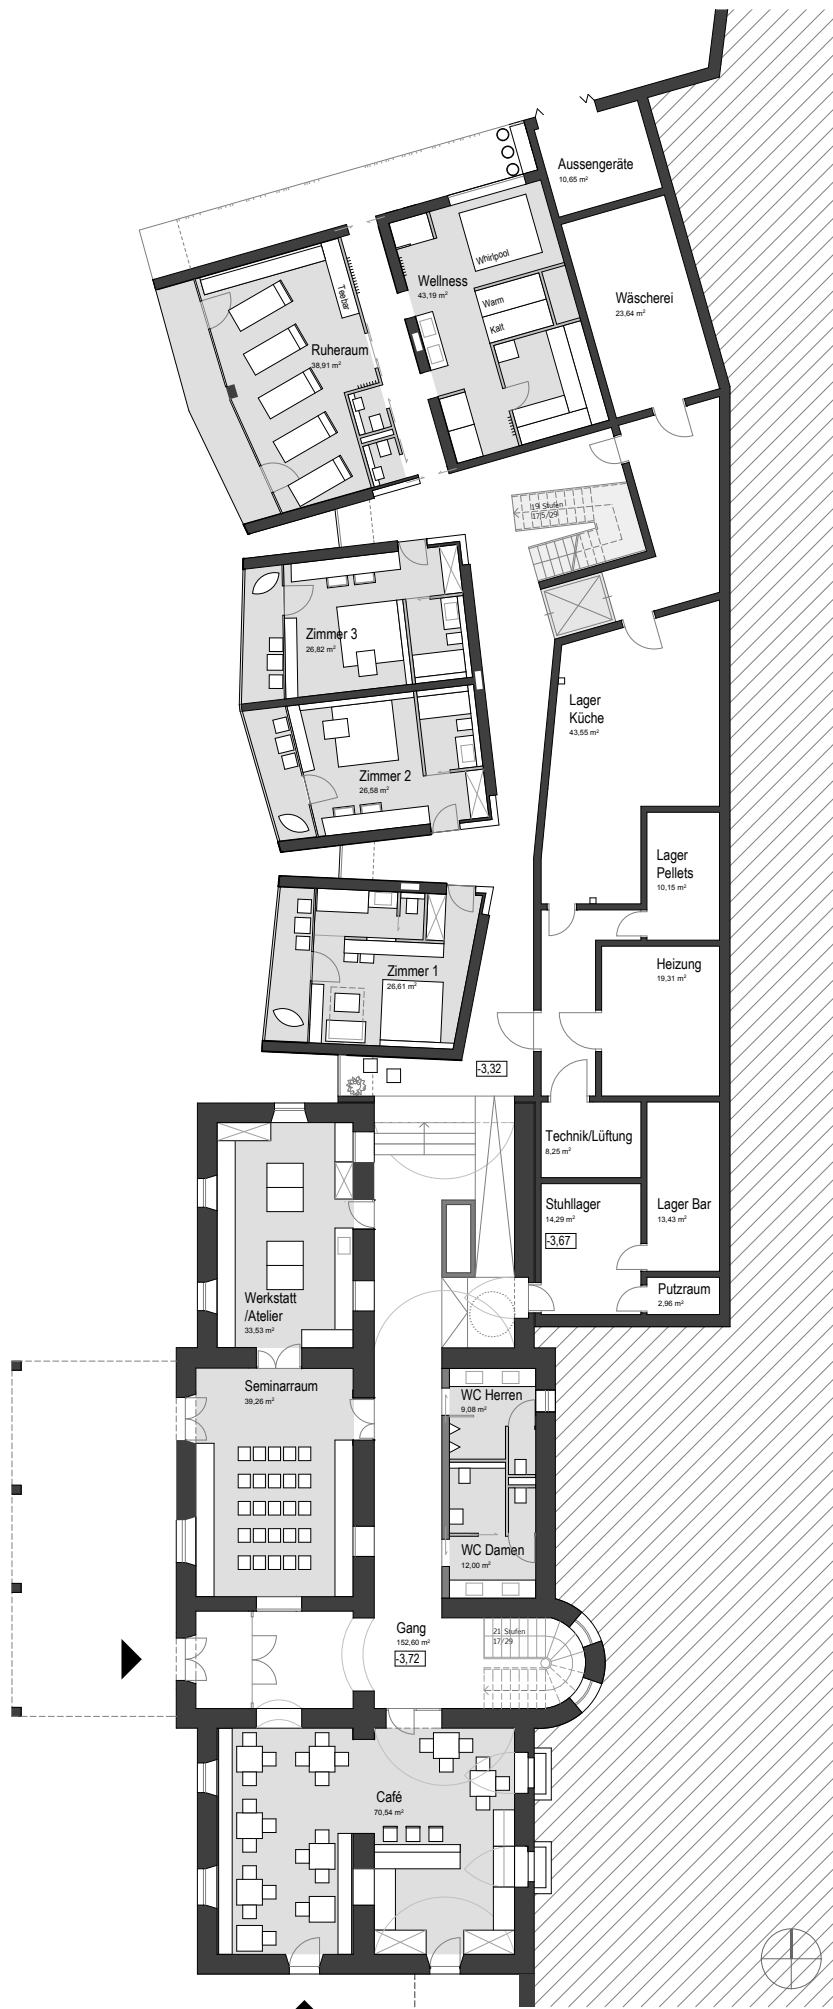 Aussengeräte
10,65 m²
Whirlpool
Wellness
43,19 m²
Warm
Kalt
Wäscherei
23,64 m²
Teebar
Ruheraum
38,91 m²
19 Stufen
17,5/29
Zimmer 3
26,82 m²
Lager
Küche
43,55 m²
Zimmer 2
26,58 m²
Lager
Pellets
10,15 m²
Zimmer 1
26,61 m²
Heizung
19,31 m²
-3,32
Technik/Lüftung
8,25 m²
Stuhllager
14,29 m²
-3,67
Lager Bar
13,43 m²
Putzraum
2,96 m²
Werkstatt
/Atelier
33,53 m²
Seminarraum
39,26 m²
WC Herren
9,08 m²
WC Damen
12,00 m²
Gang
152,60 m²
-3,72
21 Stufen
17/29
Café
70,54 m²